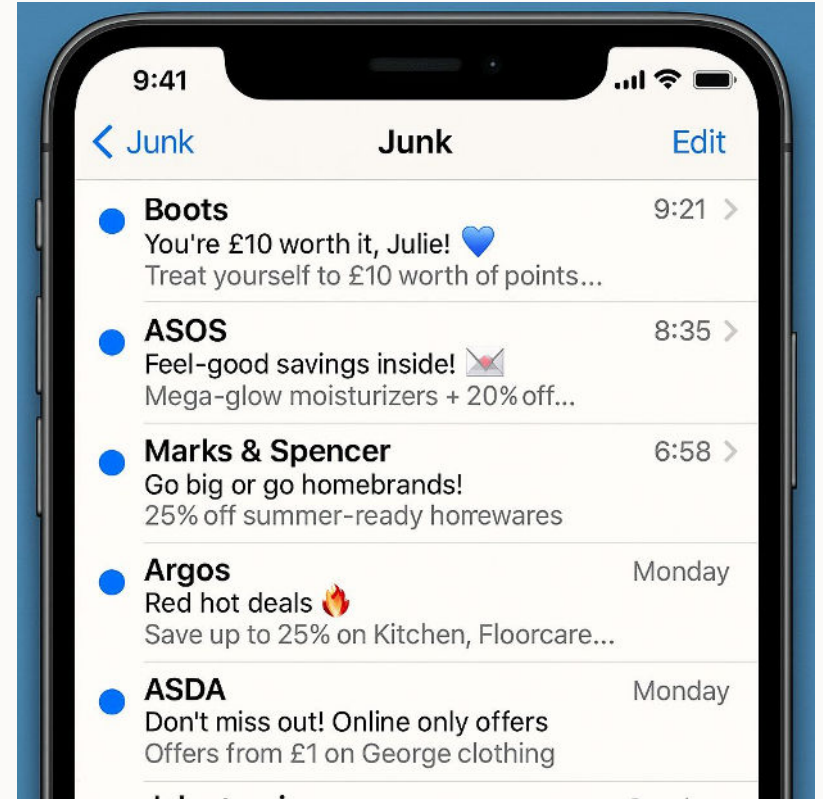 9:41
Junk
Junk
Edit
Boots
9:21
You're £10 worth it, Julie! 💙
Treat yourself to £10 worth of points...
ASOS
8:35
Feel-good savings inside! 💌
Mega-glow moisturizers + 20% off...
Marks & Spencer
6:58
Go big or go homebrands!
25% off summer-ready horrewares
Argos
Monday
Red hot deals 🔥
Save up to 25% on Kitchen, Floorcare...
ASDA
Monday
Don't miss out! Online only offers
Offers from £1 on George clothing